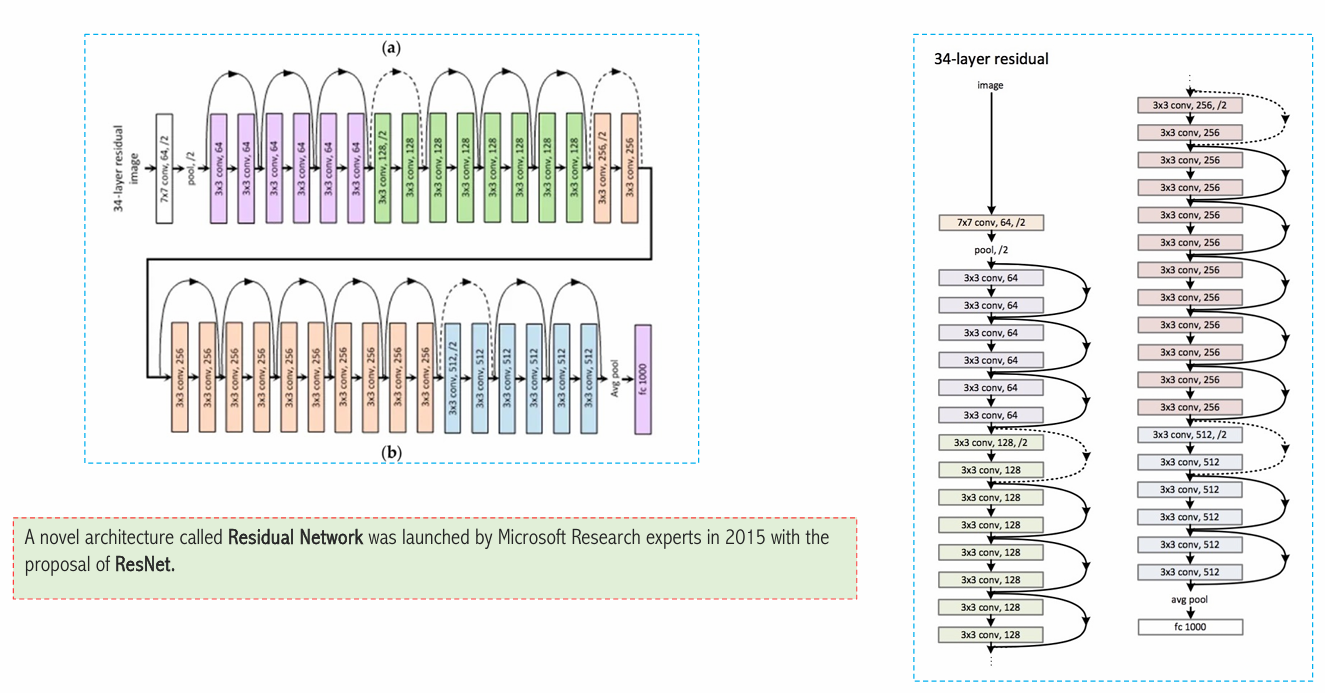 (a)
34-layer residual
image
7x7 conv, 64, /2
pool, /2
3x3 conv, 64
3x3 conv, 64
3x3 conv, 64
3x3 conv, 64
3x3 conv, 64
3x3 conv, 64
3x3 conv, 128, /2
3x3 conv, 128
3x3 conv, 128
3x3 conv, 128
3x3 conv, 128
3x3 conv, 128
3x3 conv, 128
3x3 conv, 128
3x3 conv, 256, /2
3x3 conv, 256
3x3 conv, 256
3x3 conv, 256
3x3 conv, 256
3x3 conv, 256
3x3 conv, 256
3x3 conv, 256
3x3 conv, 256
3x3 conv, 256
3x3 conv, 256
3x3 conv, 256
3x3 conv, 512, /2
3x3 conv, 512
3x3 conv, 512
3x3 conv, 512
3x3 conv, 512
3x3 conv, 512
Avg pool
fc 1000
(b)
A novel architecture called Residual Network was launched by Microsoft Research experts in 2015 with the
proposal of ResNet.
34-layer residual
image
7x7 conv, 64, /2
pool, /2
3x3 conv, 64
3x3 conv, 64
3x3 conv, 64
3x3 conv, 64
3x3 conv, 64
3x3 conv, 64
3x3 conv, 128, /2
3x3 conv, 128
3x3 conv, 128
3x3 conv, 128
3x3 conv, 128
3x3 conv, 128
3x3 conv, 128
3x3 conv, 128
3x3 conv, 256, /2
3x3 conv, 256
3x3 conv, 256
3x3 conv, 256
3x3 conv, 256
3x3 conv, 256
3x3 conv, 256
3x3 conv, 256
3x3 conv, 256
3x3 conv, 256
3x3 conv, 256
3x3 conv, 256
3x3 conv, 512, /2
3x3 conv, 512
3x3 conv, 512
3x3 conv, 512
3x3 conv, 512
3x3 conv, 512
avg pool
fc 1000